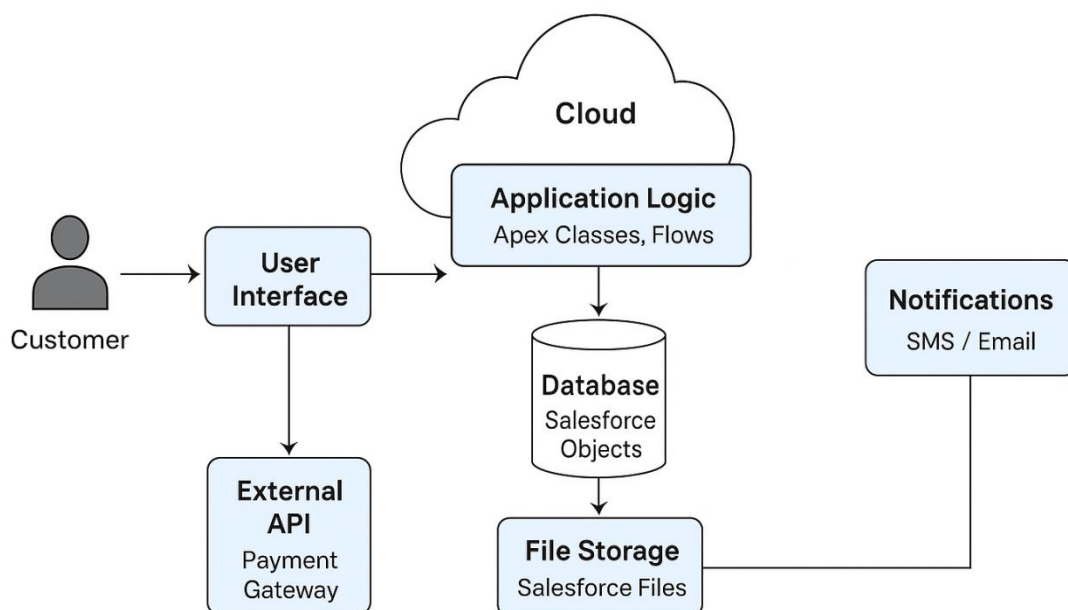 Cloud
Application Logic
Apex Classes, Flows
Customer
User
Interface
Notifications
SMS / Email
Database
Salesforce
Objects
External
API
Payment
Gateway
File Storage
Salesforce Files